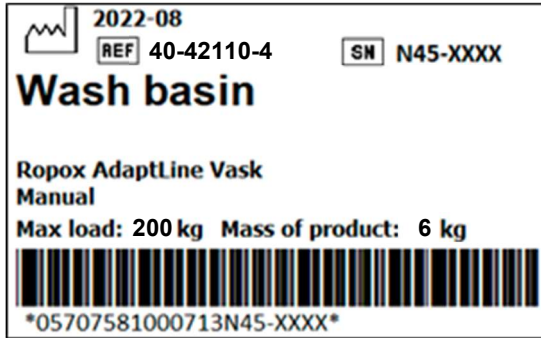 2022-08
REF 40-42110-4 SN N45-XXXX
Wash basin
Ropox AdaptLine Vask
Manual
Max load: 200 kg Mass of product: 6 kg
*05707581000713N45-XXXX*